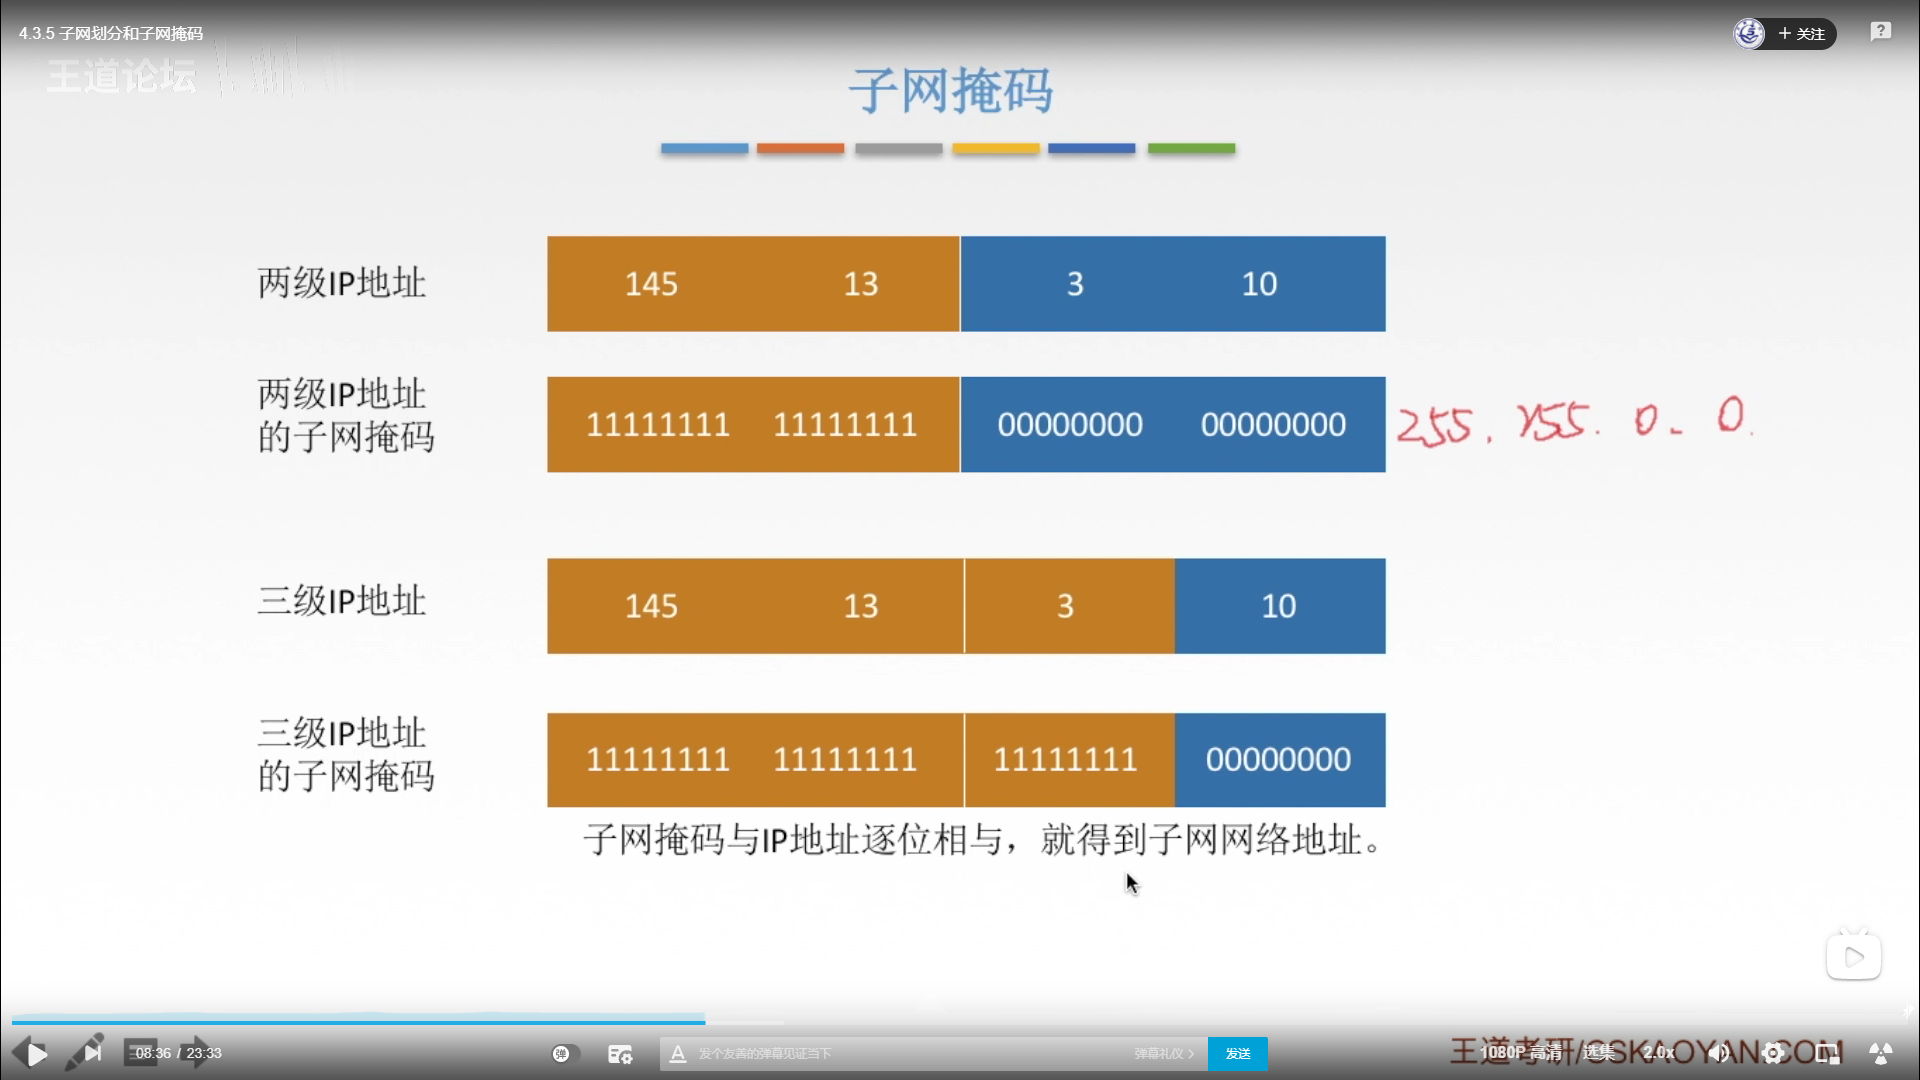 4.3.5 子网划分和子网掩码
+ 关注
王道论坛
子网掩码
两级IP地址
145 13 3 10
两级IP地址
的子网掩码
11111111 11111111 00000000 00000000
255. 255. 0. 0.
三级IP地址
145 13 3 10
三级IP地址
的子网掩码
11111111 11111111 11111111 00000000
子网掩码与IP地址逐位相与，就得到子网网络地址。
08:36 / 23:33
弹
发个友善的弹幕见证当下
弹幕礼仪 >
发送
1080P 高清
选集
2.0x
王道考研/CSKAOYAN.COM